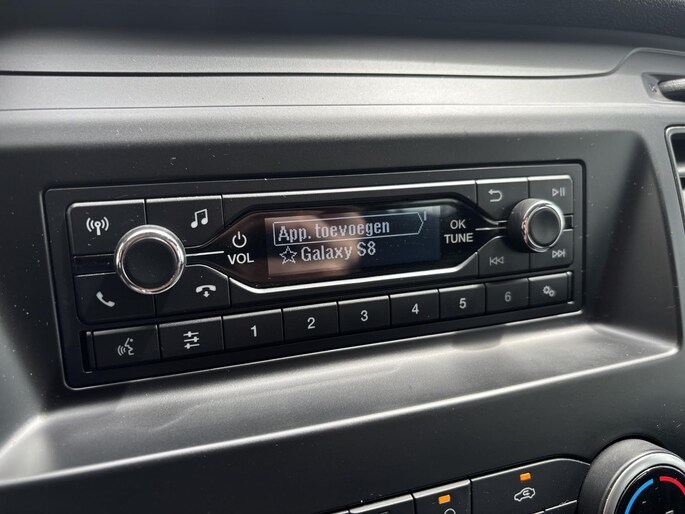 App. toevoegen
Galaxy S8
VOL
OK
TUNE
1 2 3 4 5 6